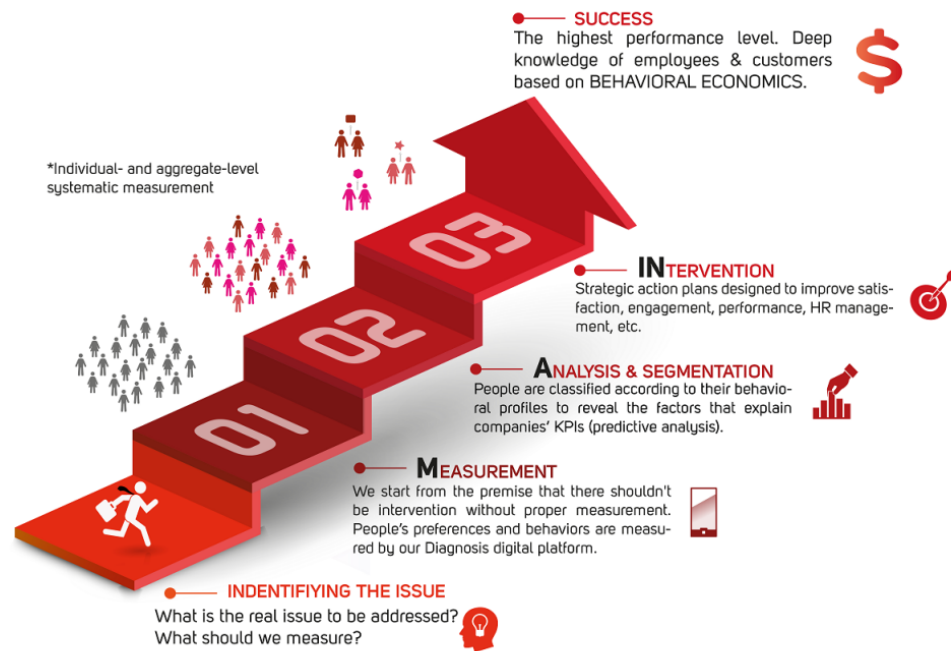 SUCCESS
The highest performance level. Deep
knowledge of employees & customers
based on BEHAVIORAL ECONOMICS.
$
*Individual- and aggregate-level
systematic measurement
03
INTERVENTION
Strategic action plans designed to improve satis-
faction, engagement, performance, HR manage-
ment, etc.
02
ANALYSIS & SEGMENTATION
People are classified according to their behavio-
ral profiles to reveal the factors that explain
companies' KPIs (predictive analysis).
01
MEASUREMENT
We start from the premise that there shouldn't
be intervention without proper measurement.
People's preferences and behaviors are measu-
red by our Diagnosis digital platform.
INDENTIFIYING THE ISSUE
What is the real issue to be addressed?
What should we measure?